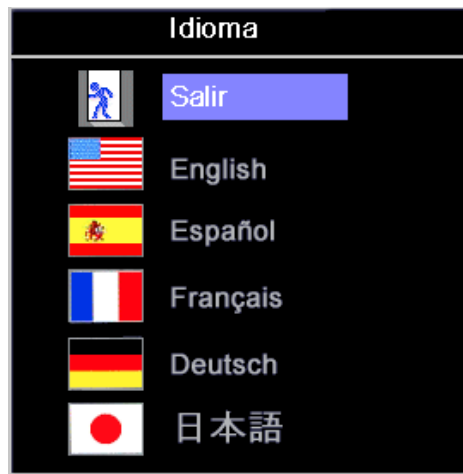 Idioma
Salir
English
Español
Français
Deutsch
日本語